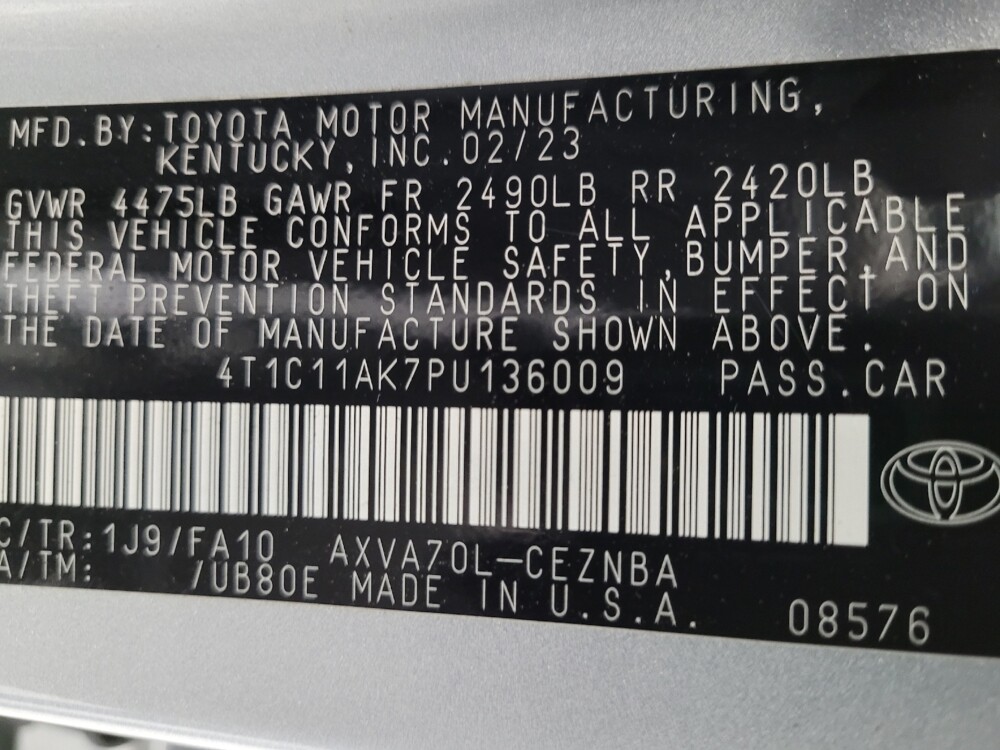 MFD.BY:TOYOTA MOTOR MANUFACTURING,
KENTUCKY, INC.02/23
GVWR 4475LB GAWR FR 2490LB RR 2420LB
THIS VEHICLE CONFORMS TO ALL APPLICABLE
FEDERAL MOTOR VEHICLE SAFETY,BUMPER,AND
THEFT PREVENTION STANDARDS IN EFFECT ON
THE DATE OF MANUFACTURE SHOWN ABOVE.
4T1C11AK7PU136009 PASS.CAR
C/TR:1J9/FA10 AXVA70L-CEZNBA
A/TM: /UB80E MADE IN U.S.A. 08576